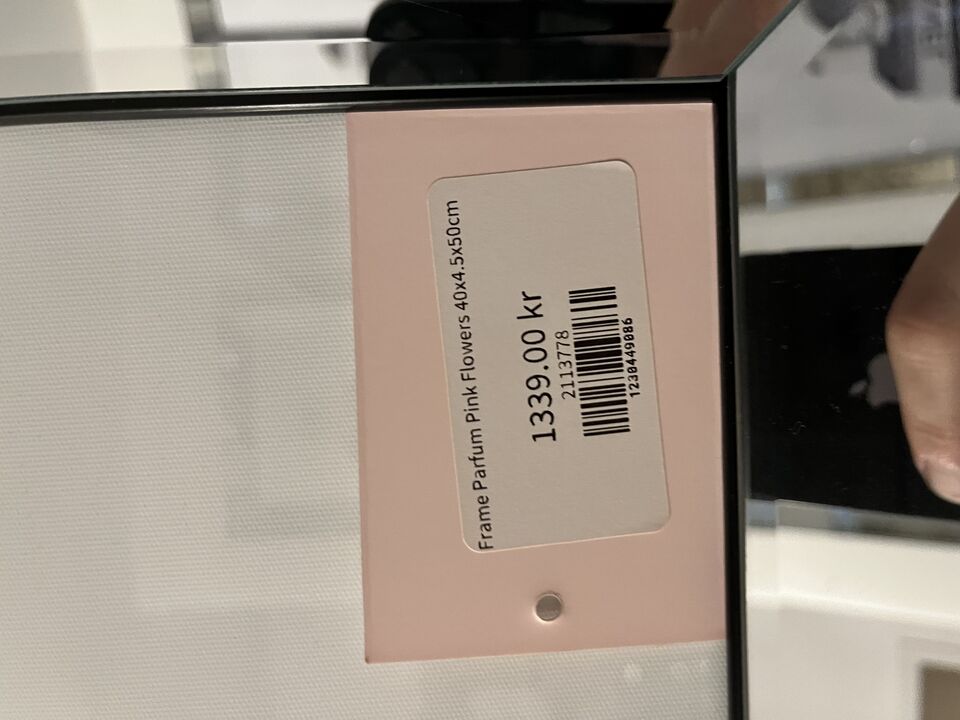 Frame Parfum Pink Flowers 40x4.5x50cm
1339.00 kr
2113778
1230449086